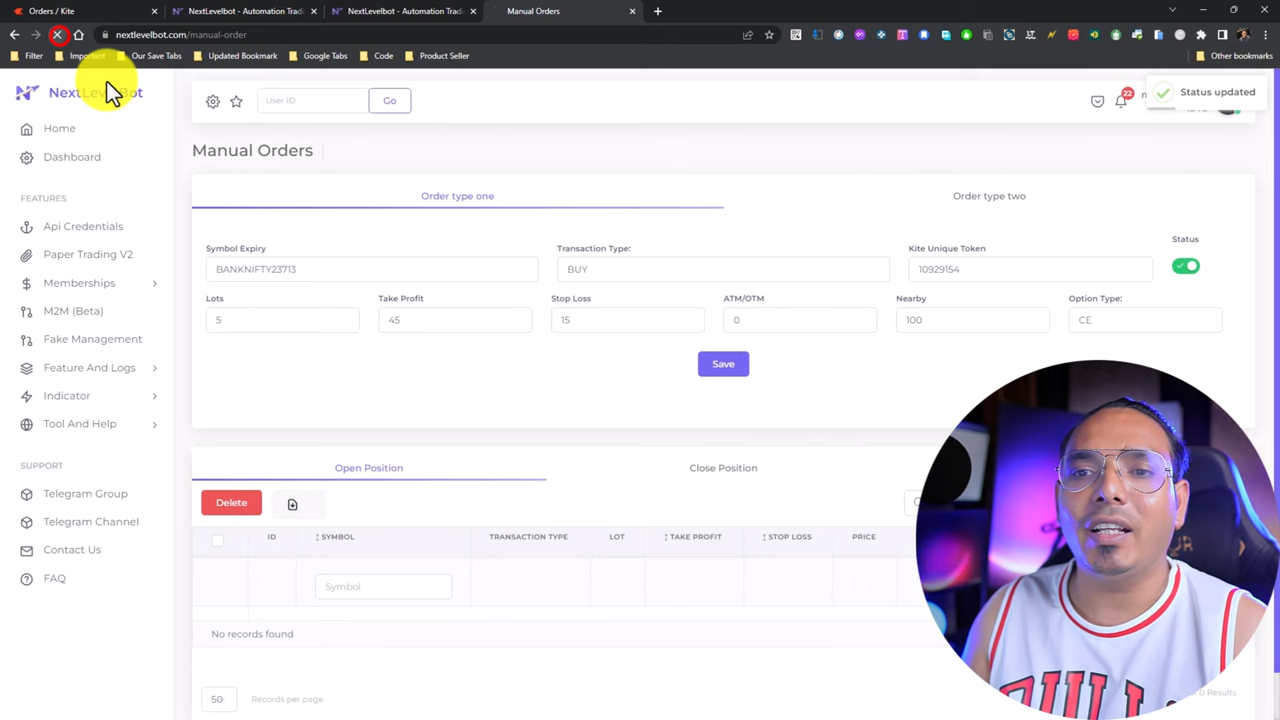 Orders / Kite
NextLevelbot - Automation Tradi
NextLevelbot - Automation Tradi
Manual Orders
nextlevelbot.com/manual-order
Filter
Important
Our Save Tabs
Updated Bookmark
Google Tabs
Code
Product Seller
Other bookmarks
NextLevelBot
User ID
Go
22
Status updated
Home
Dashboard
FEATURES
Api Credentials
Paper Trading V2
Memberships
M2M (Beta)
Fake Management
Feature And Logs
Indicator
Tool And Help
SUPPORT
Telegram Group
Telegram Channel
Contact Us
FAQ
Manual Orders
Order type one
Order type two
Symbol Expiry
Transaction Type:
Kite Unique Token
Status
BANKNIFTY23713
BUY
10929154
Lots
Take Profit
Stop Loss
ATM/OTM
Nearby
Option Type:
5
45
15
0
100
CE
Save
Open Position
Close Position
Delete
ID
SYMBOL
TRANSACTION TYPE
LOT
TAKE PROFIT
STOP LOSS
PRICE
Symbol
No records found
50
Records per page
0 Results